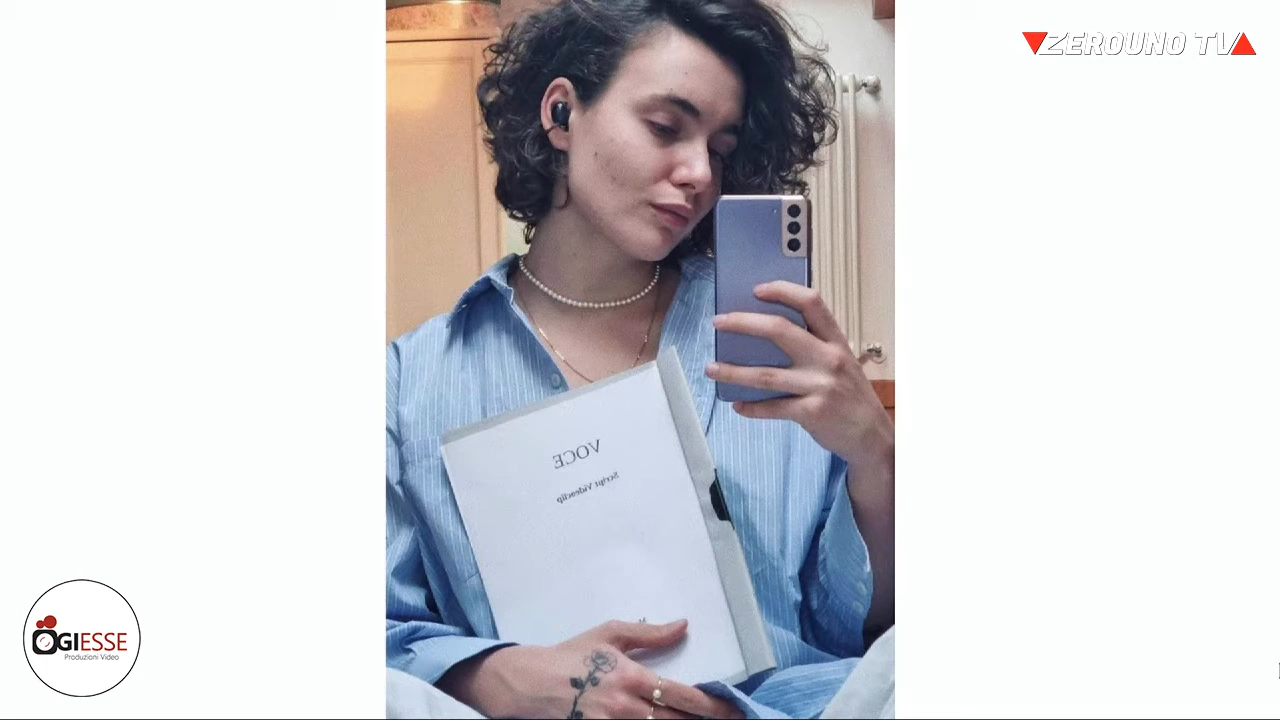 ZEROUNO TV
VOCE
Script Videoclip
OGIESSE
Produzioni Video